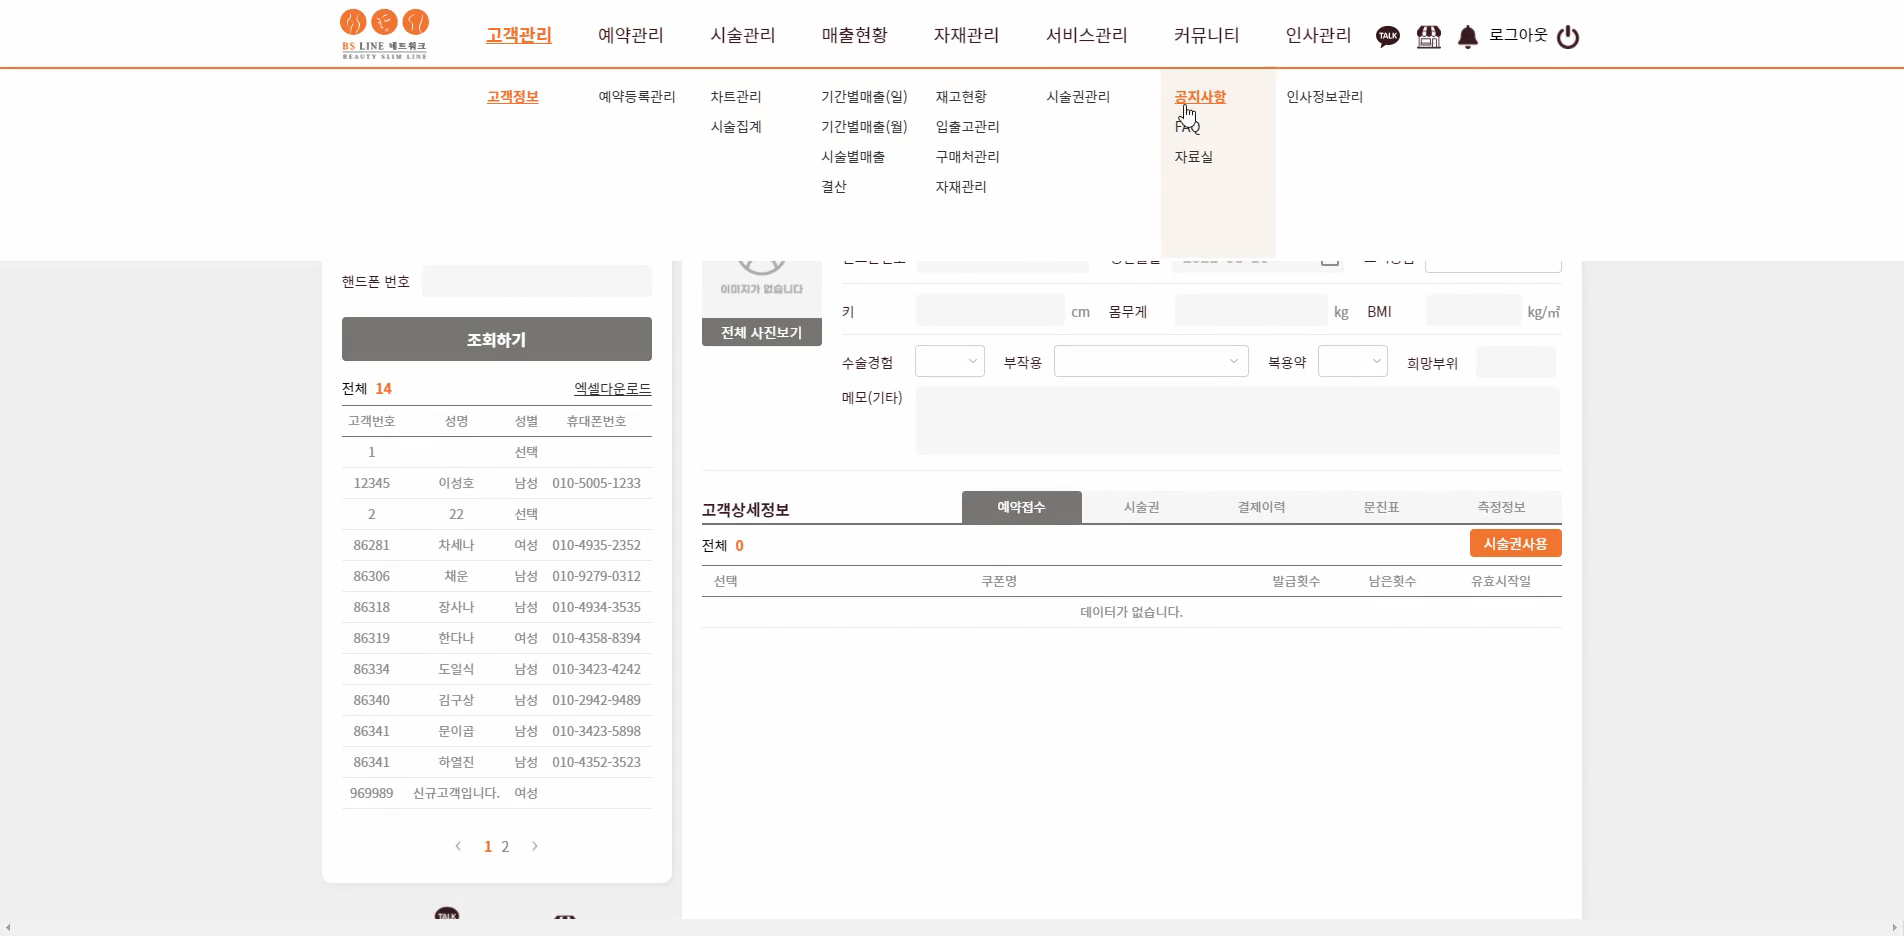 BS LINE 네트워크
BEAUTY SLIM LINE
고객관리 예약관리 시술관리 매출현황 자재관리 서비스관리 커뮤니티 인사관리 TALK 로그아웃
고객정보 예약등록관리 차트관리 기간별매출(일) 재고현황 시술권관리 공지사항 인사정보관리
시술집계 기간별매출(월) 입출고관리 FAQ
시술별매출 구매처관리 자료실
결산 자재관리
핸드폰 번호
조회하기
전체 14 엑셀다운로드
고객번호 성명 성별 휴대폰번호
1 선택
12345 이성호 남성 010-5005-1233
2 22 선택
86281 차세나 여성 010-4935-2352
86306 채운 남성 010-9279-0312
86318 장사나 남성 010-4934-3535
86319 한다나 여성 010-4358-8394
86334 도일식 남성 010-3423-4242
86340 김구상 남성 010-2942-9489
86341 문이곱 남성 010-3423-5898
86341 하열진 남성 010-4352-3523
969989 신규고객입니다. 여성
1 2
TALK
이미지가 없습니다
전체 사진보기
키 cm 몸무게 kg BMI kg/㎡
수술경험 부작용 복용약 희망부위
메모(기타)
고객상세정보 예약접수 시술권 결제이력 문진표 측정정보
전체 0 시술권사용
선택 쿠폰명 발급횟수 남은횟수 유효시작일
데이터가 없습니다.